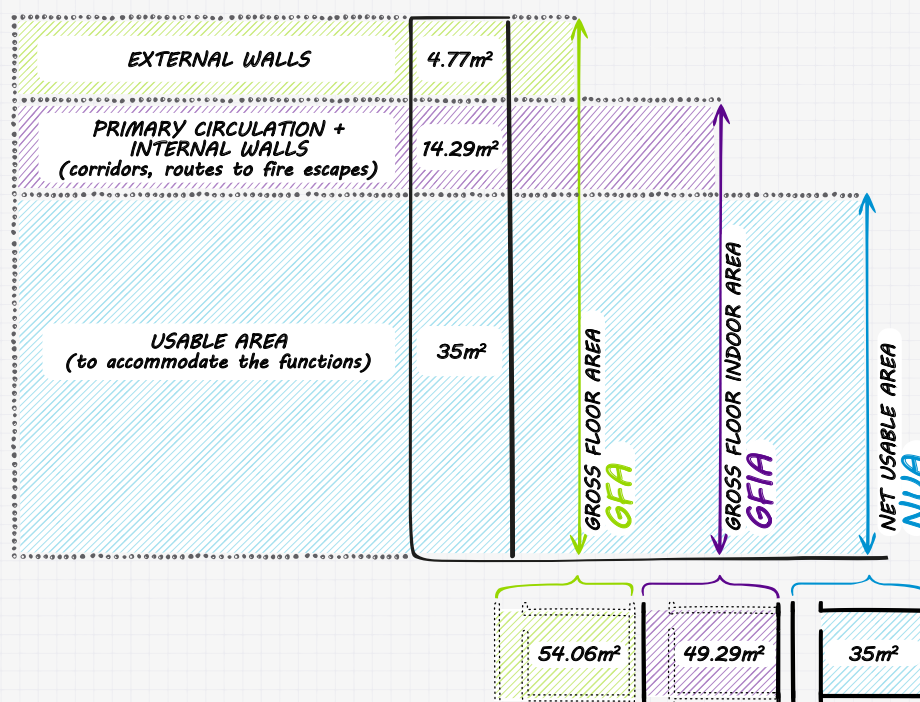 EXTERNAL WALLS
4.77m²
PRIMARY CIRCULATION +
INTERNAL WALLS
(corridors, routes to fire escapes)
14.29m²
USABLE AREA
(to accommodate the functions)
35m²
GROSS FLOOR AREA
GFA
GROSS FLOOR INDOOR AREA
GFIA
NET USABLE AREA
NUA
54.06m²
49.29m²
35m²